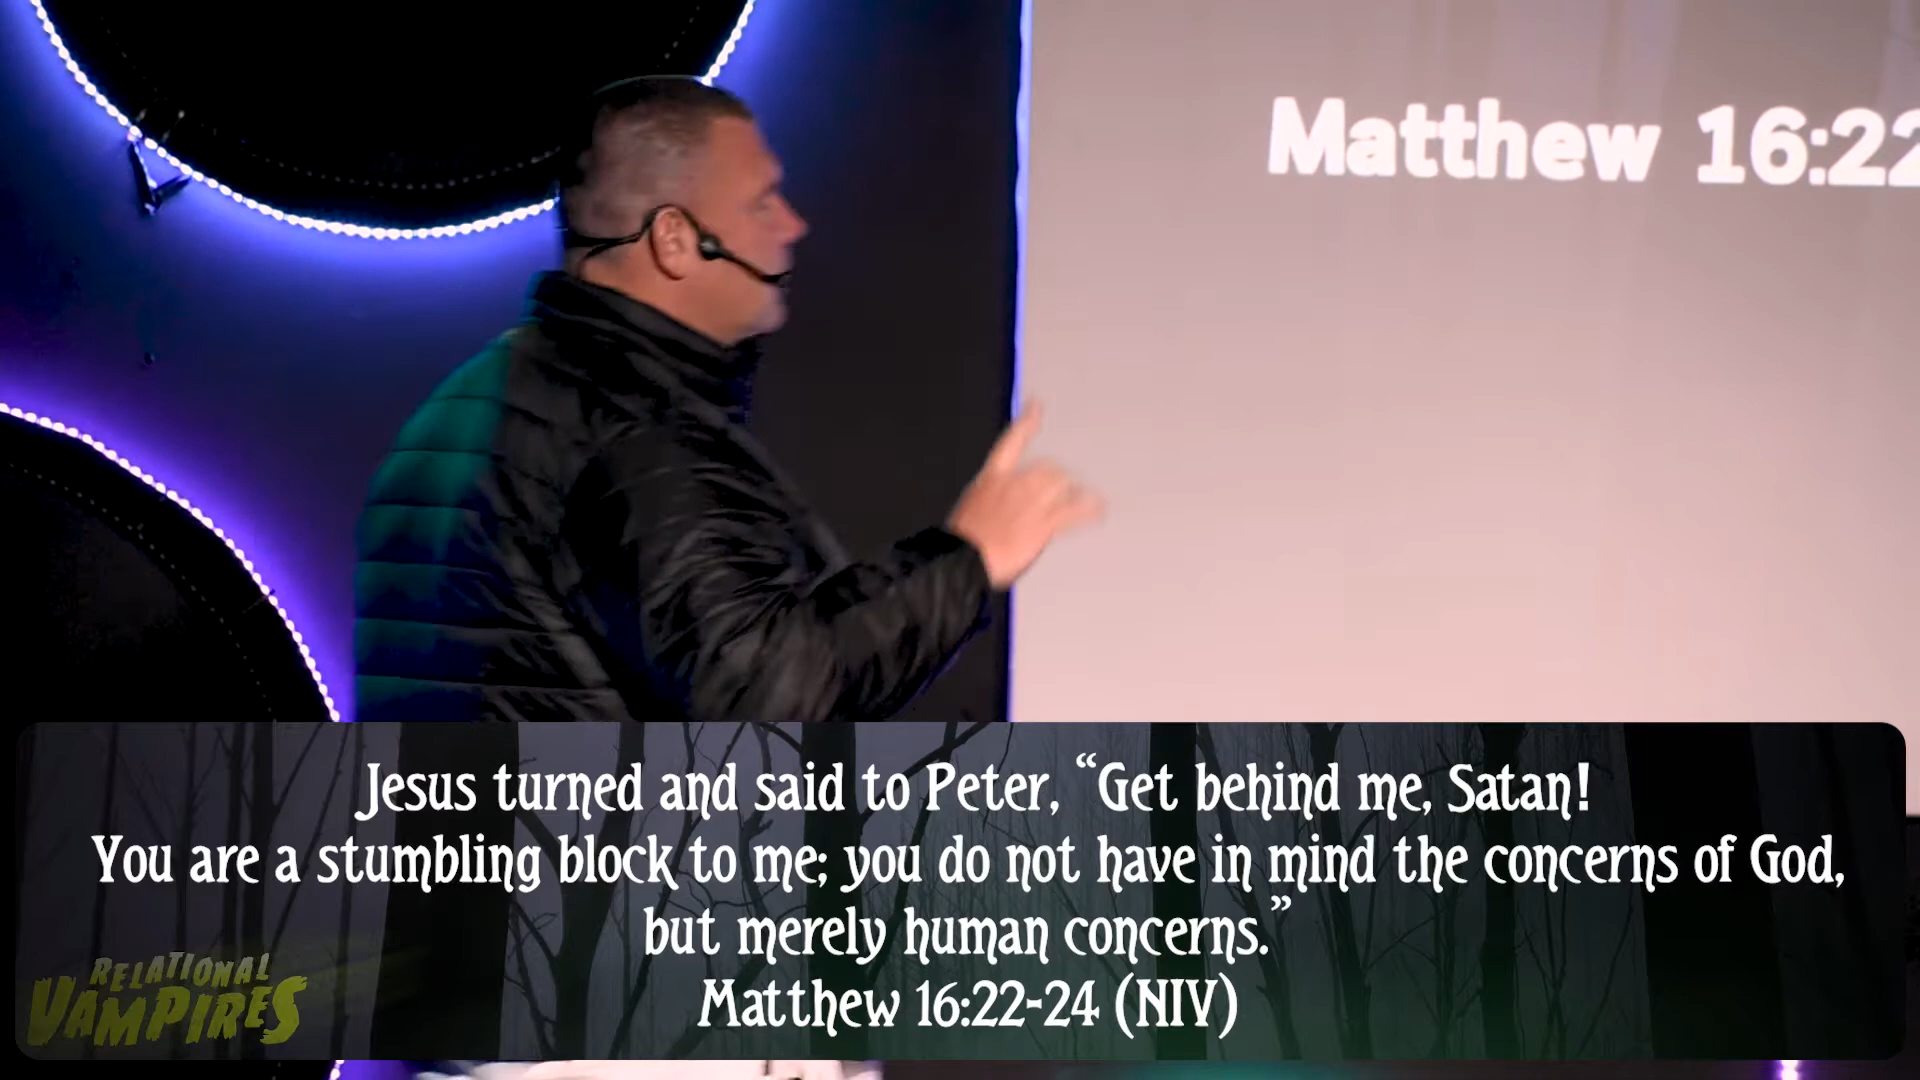 Matthew 16:22
Jesus turned and said to Peter, “Get behind me, Satan!
You are a stumbling block to me; you do not have in mind the concerns of God,
but merely human concerns.”
Matthew 16:22-24 (NIV)
RELATIONAL
VAMPIRES